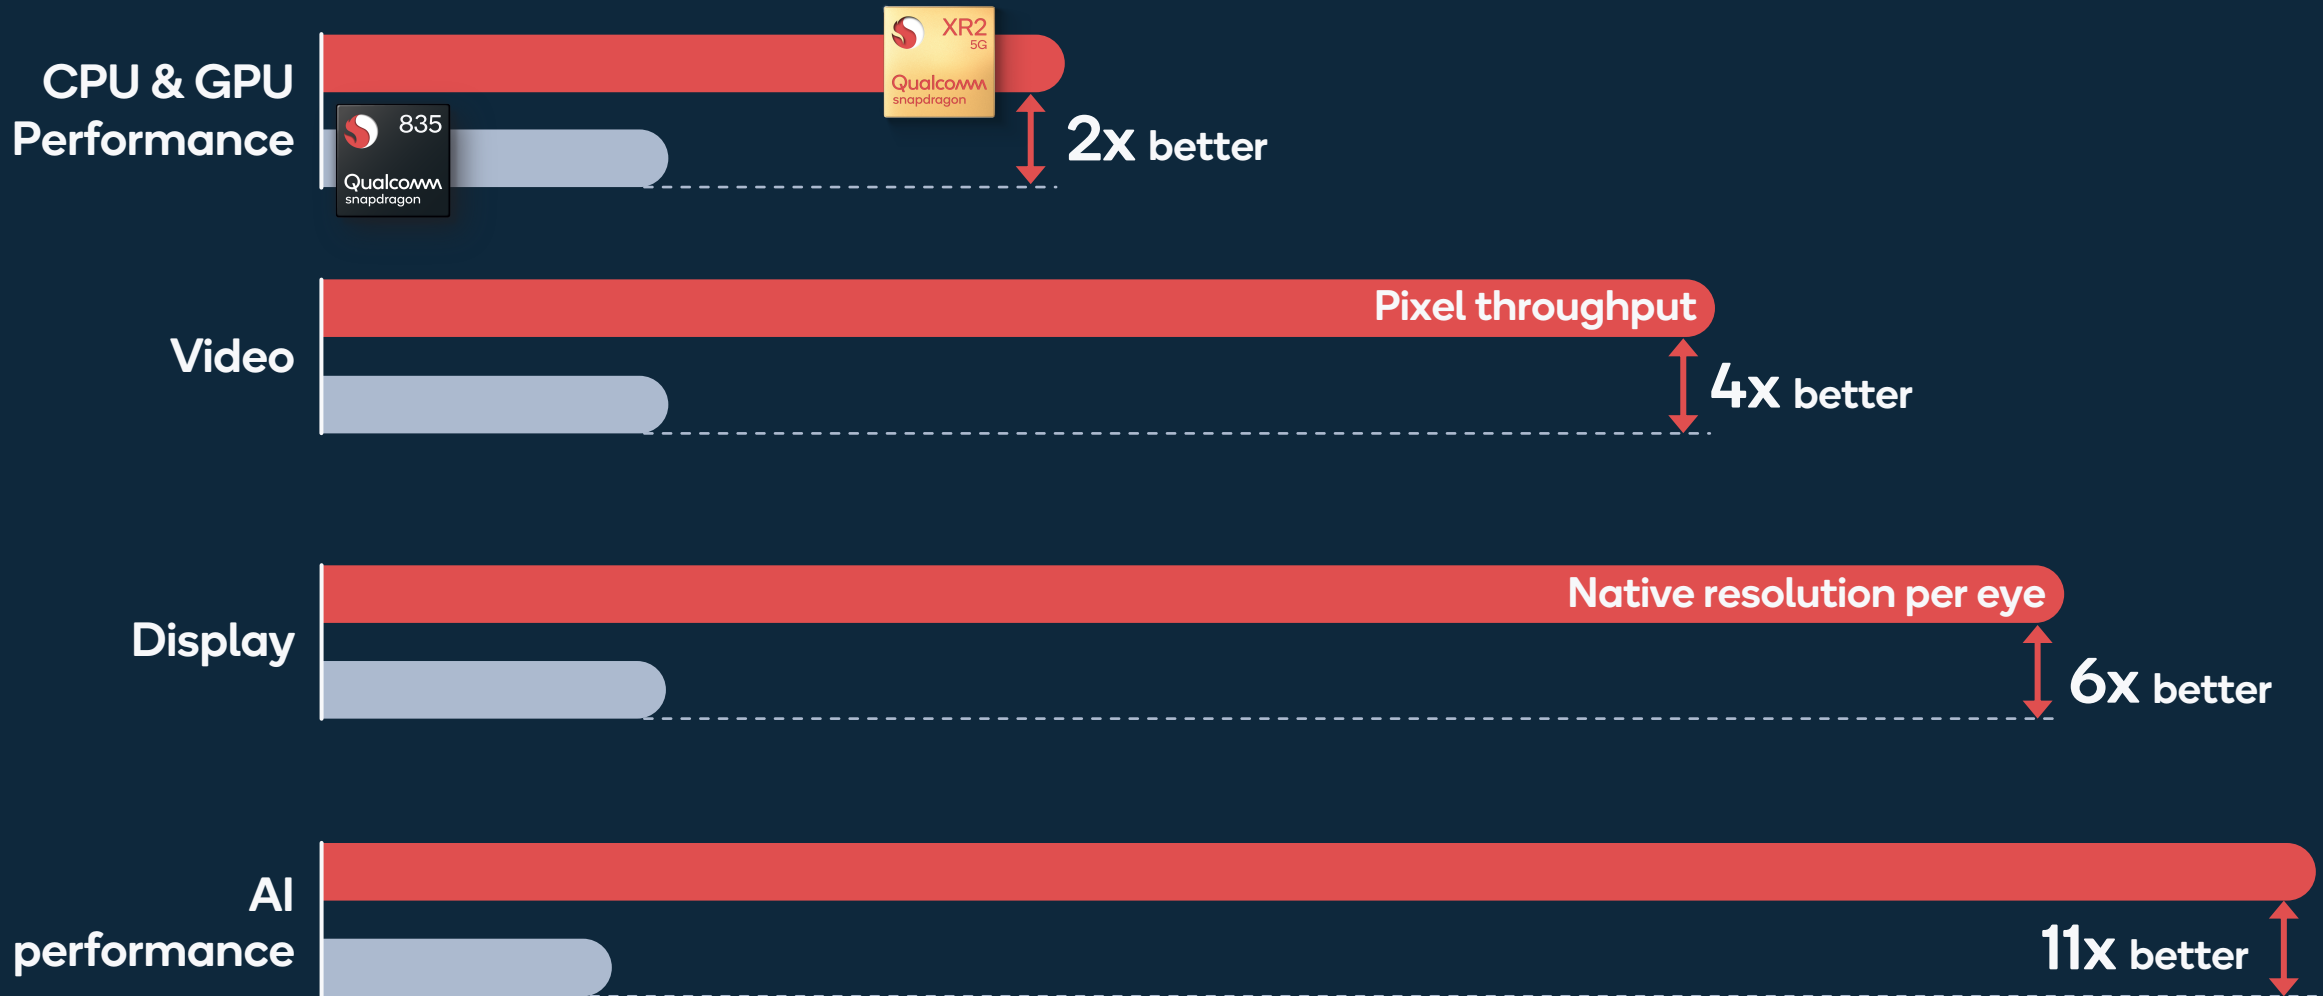 CPU & GPU
Performance
XR2
5G
Qualcomm
snapdragon
835
Qualcomm
snapdragon
2x better
Video
Pixel throughput
4x better
Display
Native resolution per eye
6x better
AI
performance
11x better